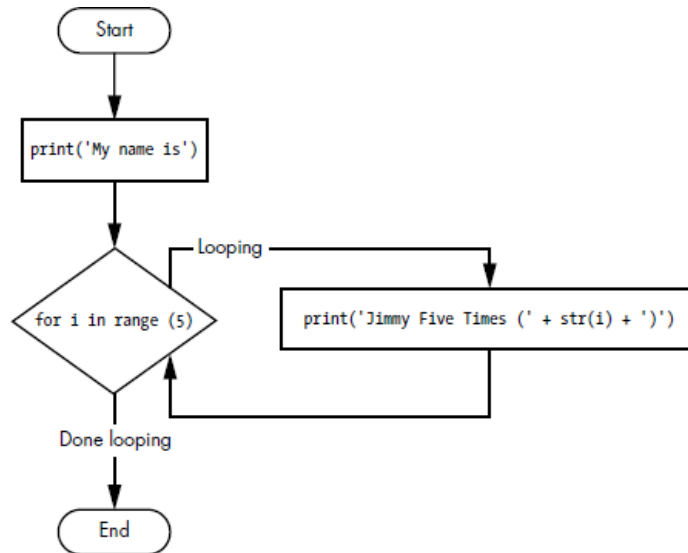 Start
print('My name is')
Looping
for i in range (5)
print('Jimmy Five Times (' + str(i) + ')')
Done looping
End